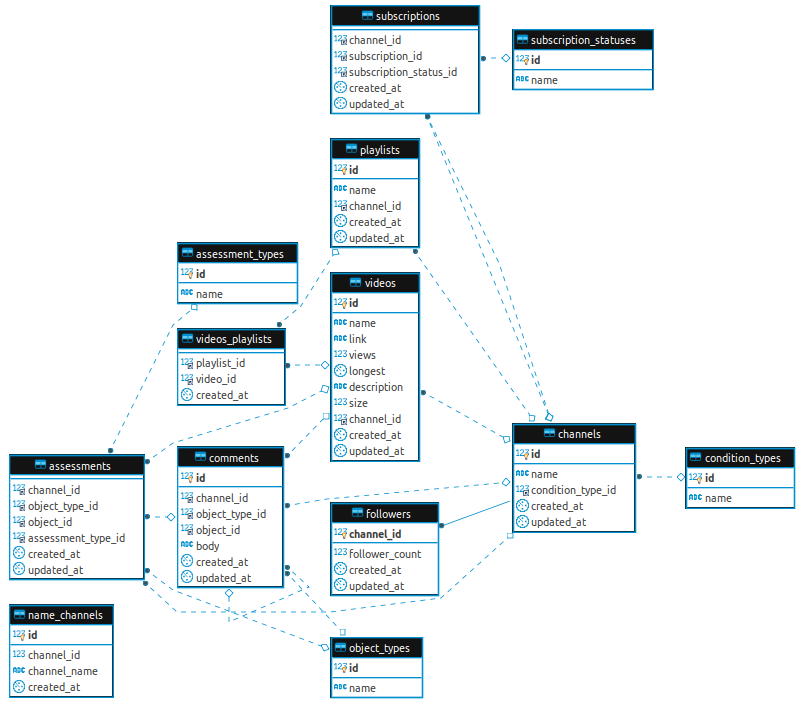 subscriptions
123 channel_id
123 subscription_id
123 subscription_status_id
created_at
updated_at
subscription_statuses
123 id
ABC name
playlists
123 id
ABC name
123 channel_id
created_at
updated_at
assessment_types
123 id
ABC name
videos
123 id
ABC name
ABC link
123 views
longest
ABC description
123 size
123 channel_id
created_at
updated_at
videos_playlists
123 playlist_id
123 video_id
created_at
channels
123 id
ABC name
123 condition_type_id
created_at
updated_at
condition_types
123 id
ABC name
assessments
123 channel_id
123 object_type_id
123 object_id
123 assessment_type_id
created_at
updated_at
comments
123 id
123 channel_id
123 object_type_id
123 object_id
ABC body
created_at
updated_at
followers
123 channel_id
123 follower_count
created_at
updated_at
name_channels
123 id
123 channel_id
ABC channel_name
created_at
object_types
123 id
ABC name